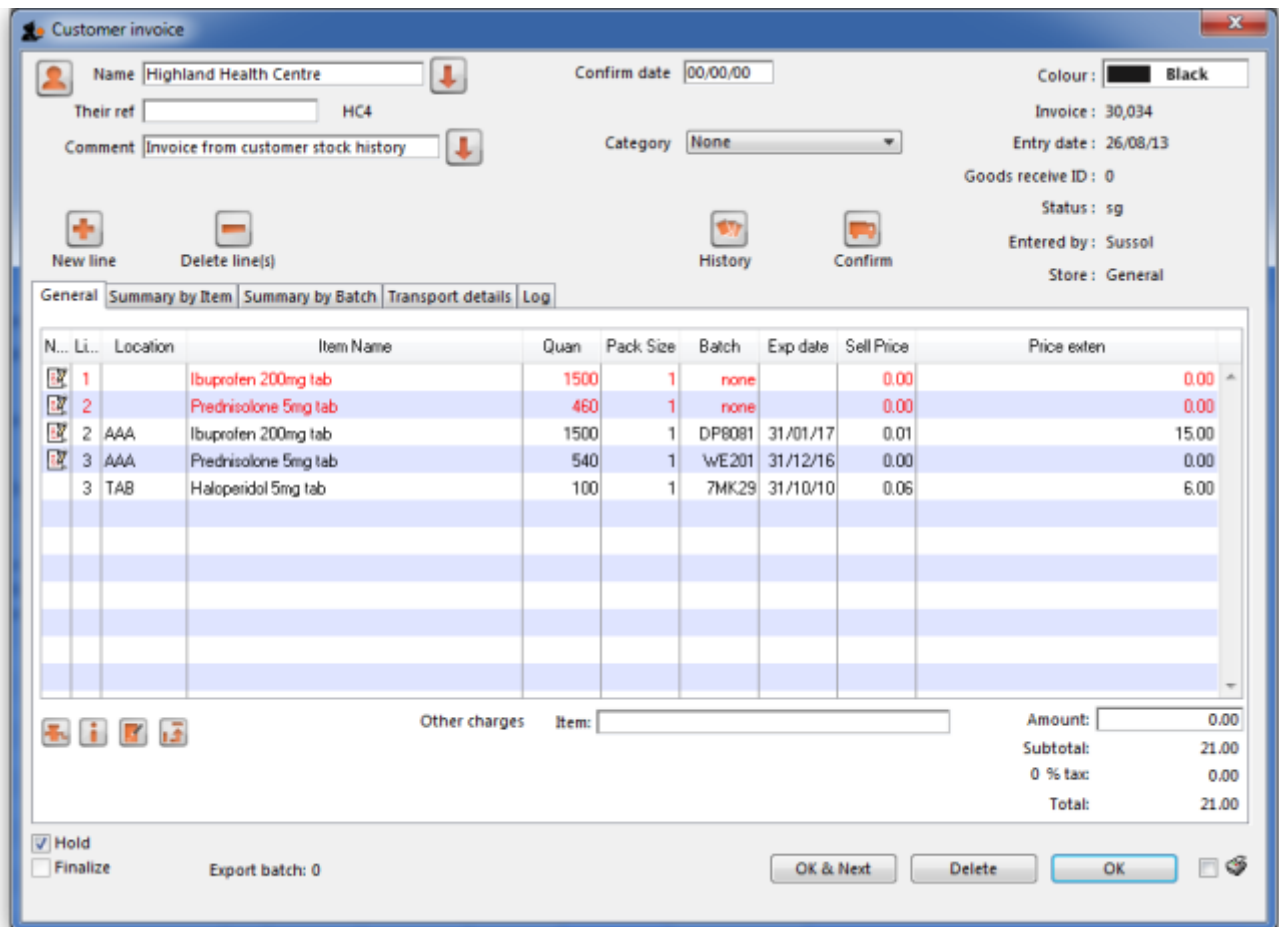 Customer invoice
Name Highland Health Centre Confirm date 00/00/00 Colour: Black
Their ref HC4 Invoice: 30,034
Comment Invoice from customer stock history Category None Entry date: 26/08/13
Goods receive ID: 0
Status: sg
Entered by: Sussol
Store: General
New line Delete line(s) History Confirm
General Summary by Item Summary by Batch Transport details Log
N... Li... Location Item Name Quan Pack Size Batch Exp date Sell Price Price exten
1 Ibuprofen 200mg tab 1500 1 none 0.00 0.00
2 Prednisolone 5mg tab 460 1 none 0.00 0.00
2 AAA Ibuprofen 200mg tab 1500 1 DP8081 31/01/17 0.01 15.00
3 AAA Prednisolone 5mg tab 540 1 WE201 31/12/16 0.00 0.00
3 TAB Haloperidol 5mg tab 100 1 7MK29 31/10/10 0.06 6.00
Other charges Item: Amount: 0.00
Subtotal: 21.00
0 % tax: 0.00
Total: 21.00
Hold
Finalize Export batch: 0 OK & Next Delete OK